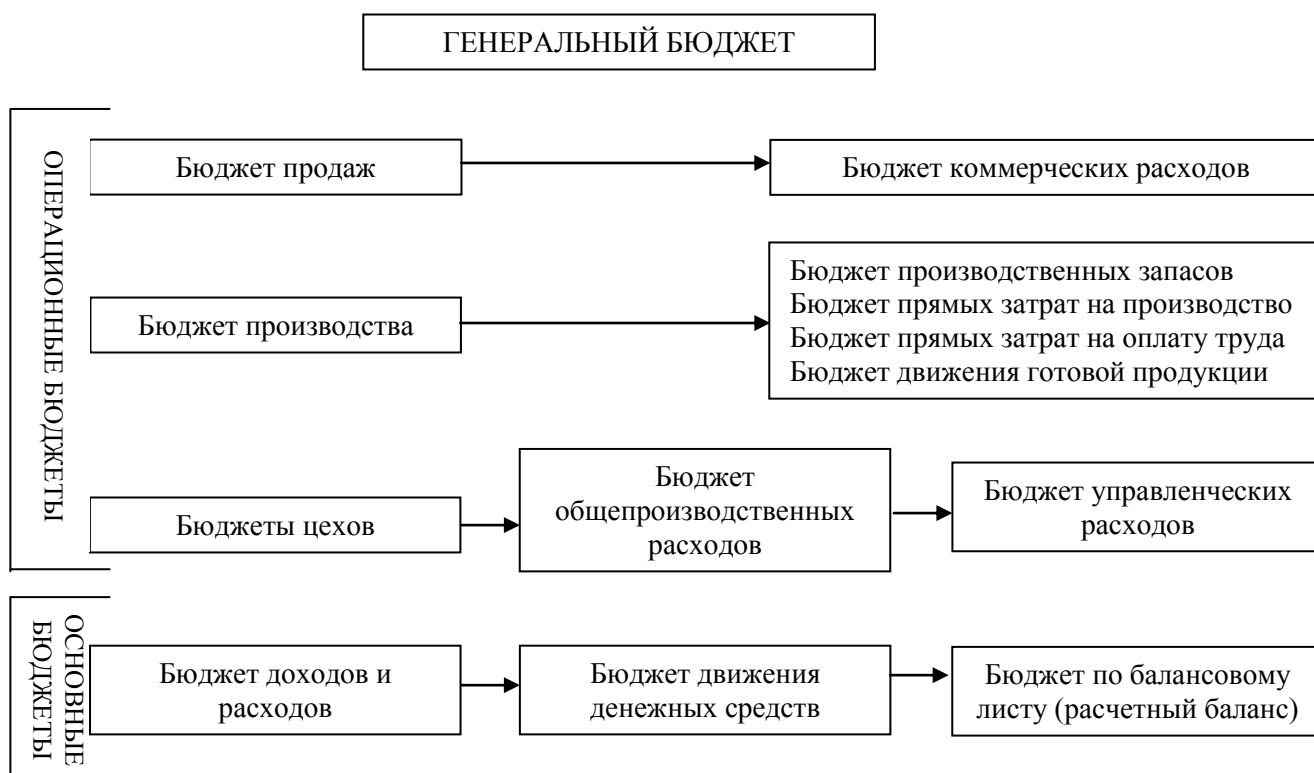 ГЕНЕРАЛЬНЫЙ БЮДЖЕТ
ОПЕРАЦИОННЫЕ БЮДЖЕТЫ
Бюджет продаж
Бюджет коммерческих расходов
Бюджет производства
Бюджет производственных запасов
Бюджет прямых затрат на производство
Бюджет прямых затрат на оплату труда
Бюджет движения готовой продукции
Бюджеты цехов
Бюджет
общепроизводственных
расходов
Бюджет управленческих
расходов
ОСНОВНЫЕ
БЮДЖЕТЫ
Бюджет доходов и
расходов
Бюджет движения
денежных средств
Бюджет по балансовому
листу (расчетный баланс)